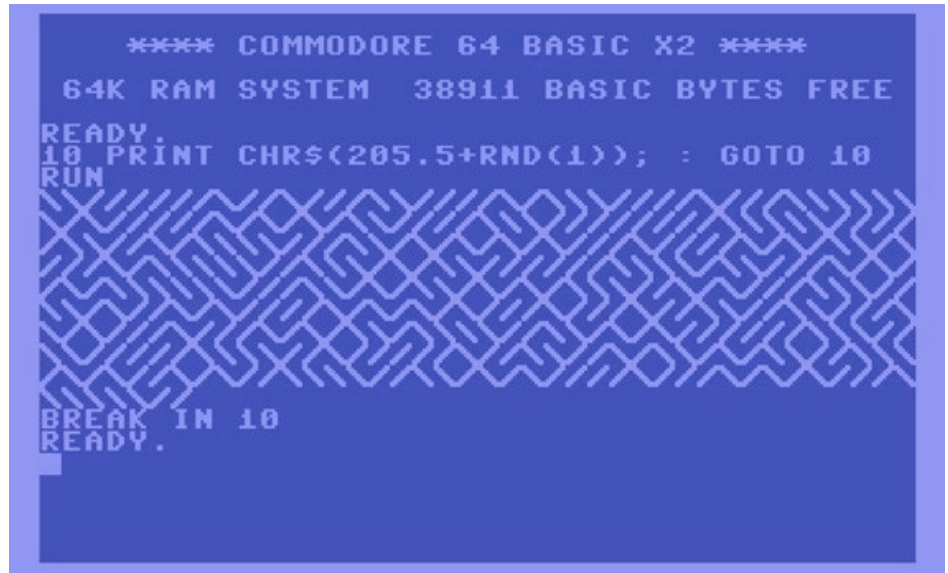 **** COMMODORE 64 BASIC X2 ****
64K RAM SYSTEM  38911 BASIC BYTES FREE
READY.
10 PRINT CHR$(205.5+RND(1)); : GOTO 10
RUN
BREAK IN 10
READY.